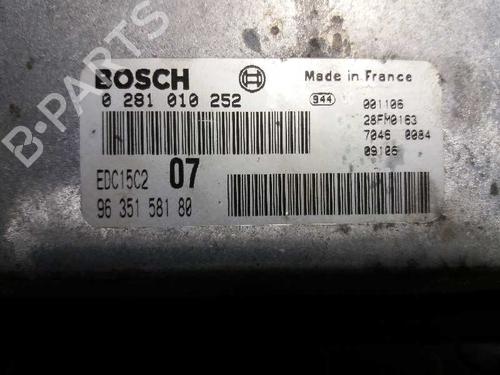 B-PARTS
BOSCH
Made in France
0 281 010 252
944
001106
28FM0163
7046 0084
09106
EDC15C2 07
96 351 581 80